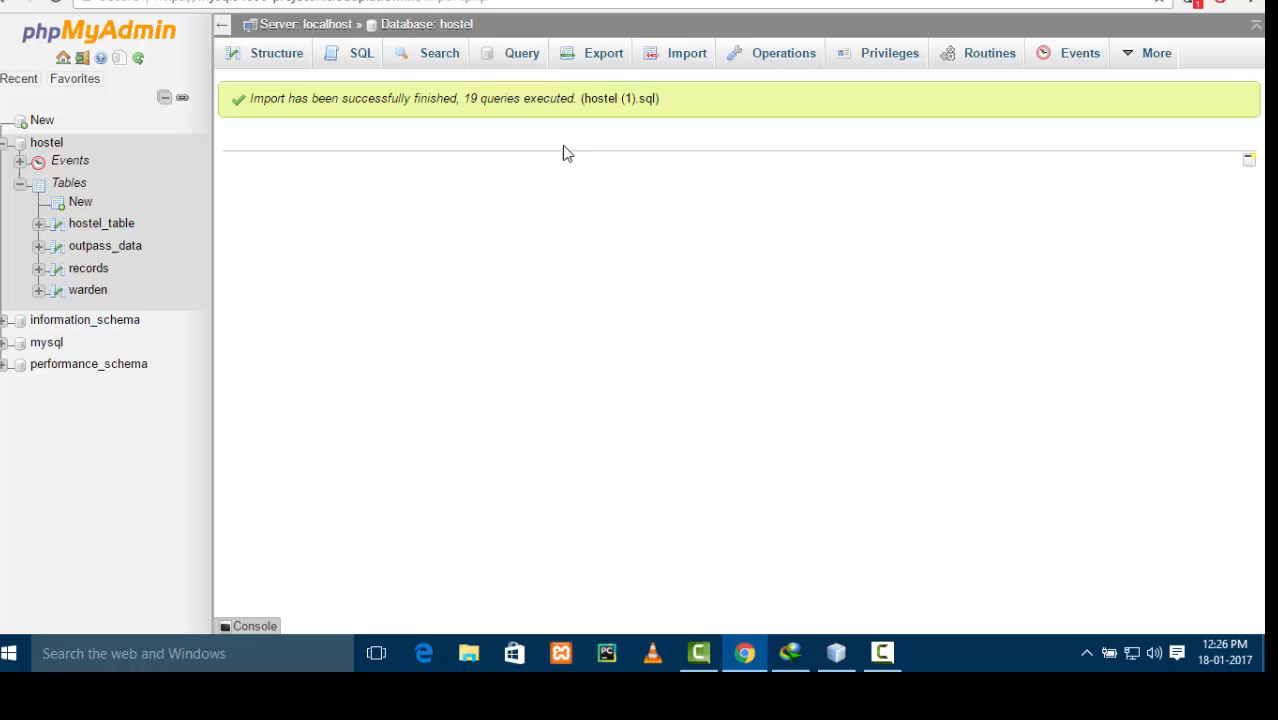 phpMyAdmin
Recent Favorites
New
hostel
Events
Tables
New
hostel_table
outpass_data
records
warden
information_schema
mysql
performance_schema
Server: localhost » Database: hostel
Structure SQL Search Query Export Import Operations Privileges Routines Events More
Import has been successfully finished, 19 queries executed. (hostel (1).sql)
Console
Search the web and Windows
12:26 PM
18-01-2017